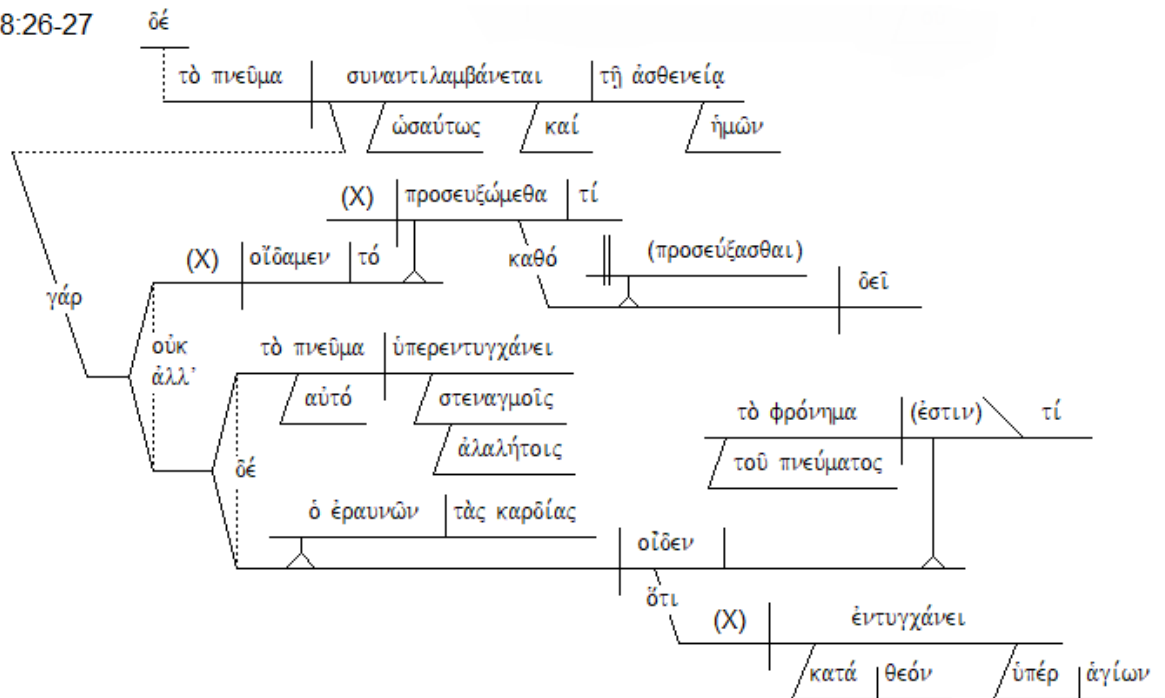 8:26-27 δέ
τὸ πνεῦμα συναντιλαμβάνεται τῇ ἀσθενείᾳ
ὡσαύτως καί ἡμῶν
(X) προσευξώμεθα τί
(X) οἴδαμεν τό καθό (προσεύξασθαι)
γάρ δεῖ
οὐκ τὸ πνεῦμα ὑπερεντυγχάνει
ἀλλ’
αὐτό στεναγμοῖς τὸ φρόνημα (ἐστιν) τί
ἀλαλήτοις τοῦ πνεύματος
δέ
ὁ ἐραυνῶν τὰς καρδίας
οἶδεν
ὅτι
(X) ἐντυγχάνει
κατά θεόν ὑπέρ ἁγίων